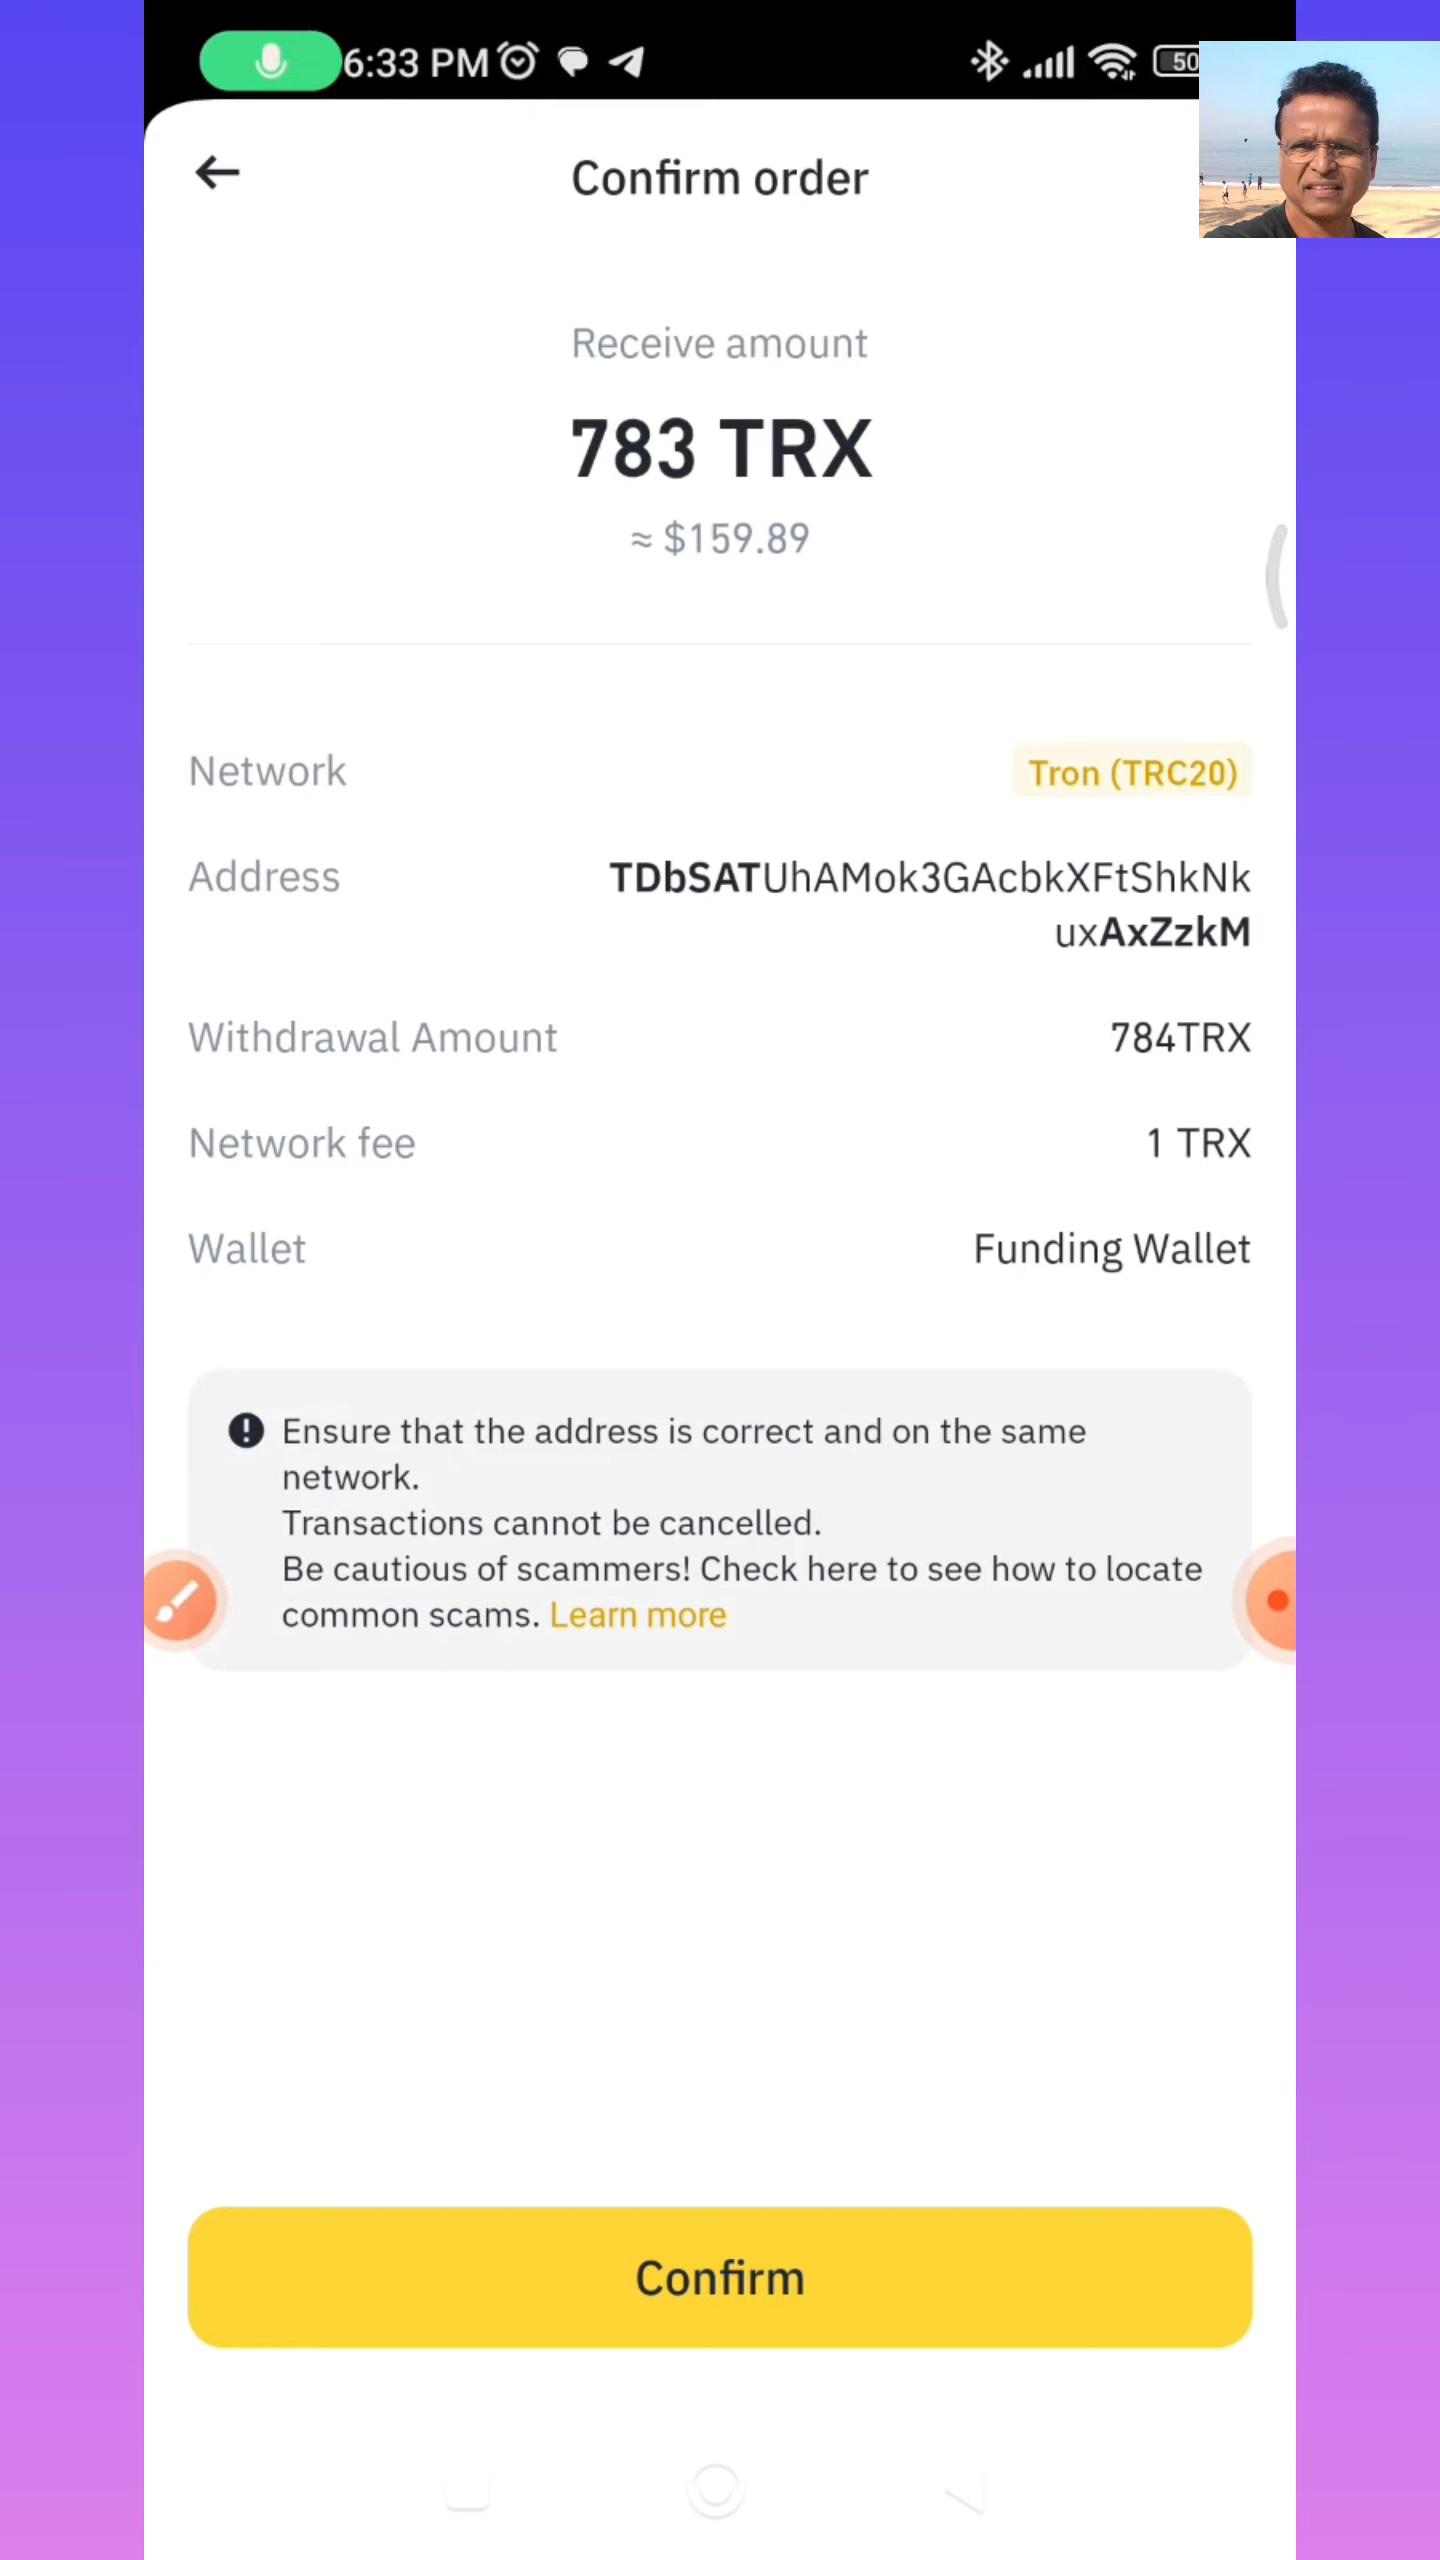 6:33 PM
50
Confirm order
Receive amount
783 TRX
≈ $159.89
Network
Tron (TRC20)
Address
TDbSATUhAMok3GAcbkXFtShkNk
uxAxZzkM
Withdrawal Amount
784TRX
Network fee
1 TRX
Wallet
Funding Wallet
Ensure that the address is correct and on the same
network.
Transactions cannot be cancelled.
Be cautious of scammers! Check here to see how to locate
common scams. Learn more
Confirm